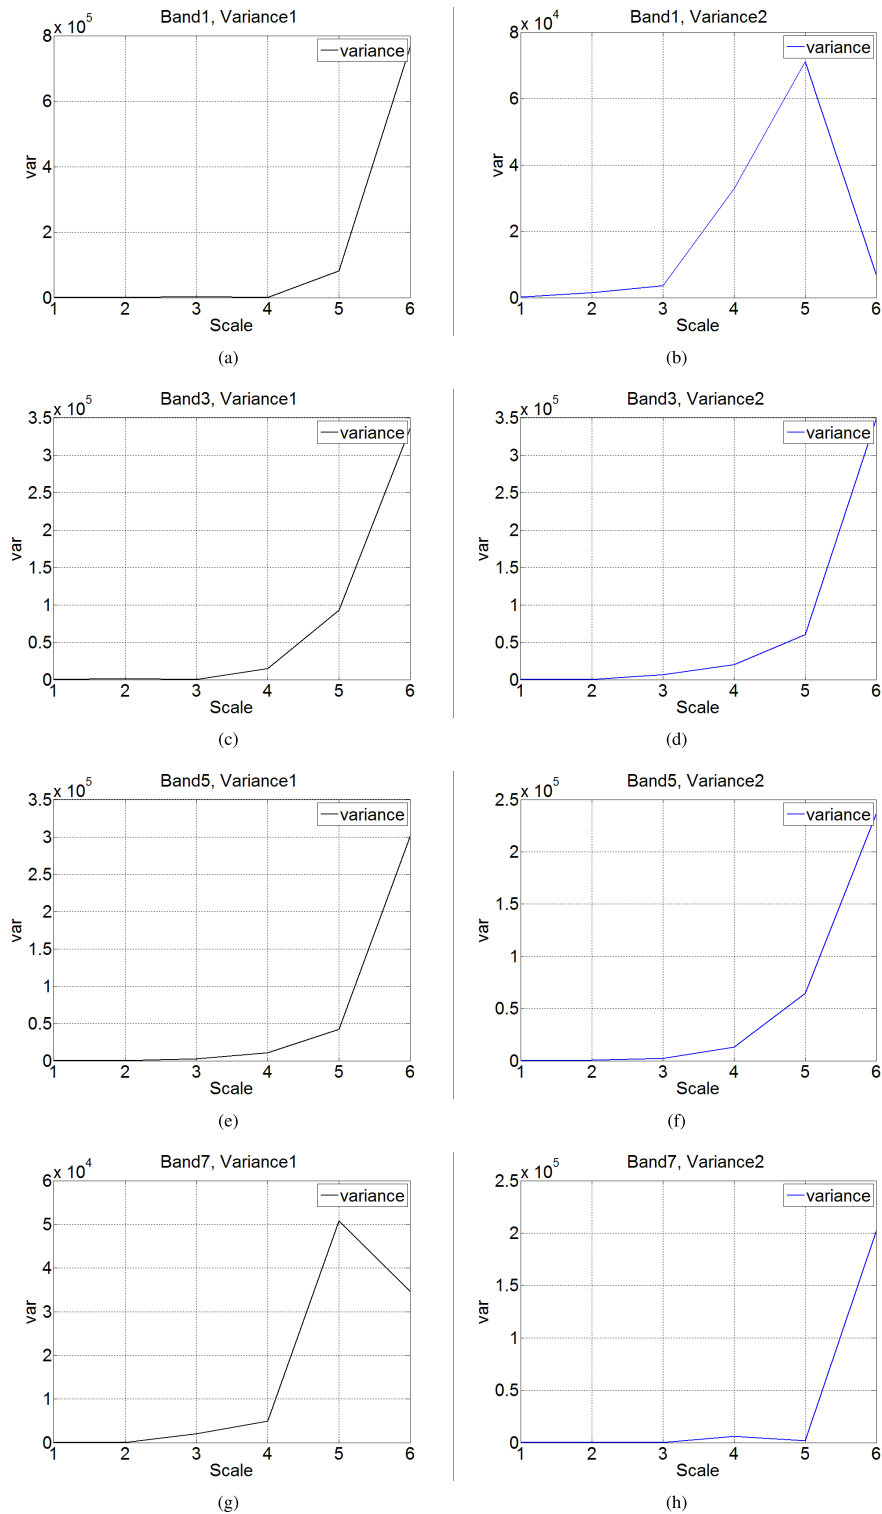 Band1, Variance1
x 10^5
variance
8
6
4
2
0
var
1 2 3 4 5 6
Scale
(a)
Band1, Variance2
x 10^4
variance
8
6
4
2
0
var
1 2 3 4 5 6
Scale
(b)
Band3, Variance1
x 10^5
variance
3.5
3
2.5
2
1.5
1
0.5
0
var
1 2 3 4 5 6
Scale
(c)
Band3, Variance2
x 10^5
variance
3.5
3
2.5
2
1.5
1
0.5
0
var
1 2 3 4 5 6
Scale
(d)
Band5, Variance1
x 10^5
variance
3.5
3
2.5
2
1.5
1
0.5
0
var
1 2 3 4 5 6
Scale
(e)
Band5, Variance2
x 10^5
variance
2.5
2
1.5
1
0.5
0
var
1 2 3 4 5 6
Scale
(f)
Band7, Variance1
x 10^4
variance
6
5
4
3
2
1
0
var
1 2 3 4 5 6
Scale
(g)
Band7, Variance2
x 10^5
variance
2.5
2
1.5
1
0.5
0
var
1 2 3 4 5 6
Scale
(h)